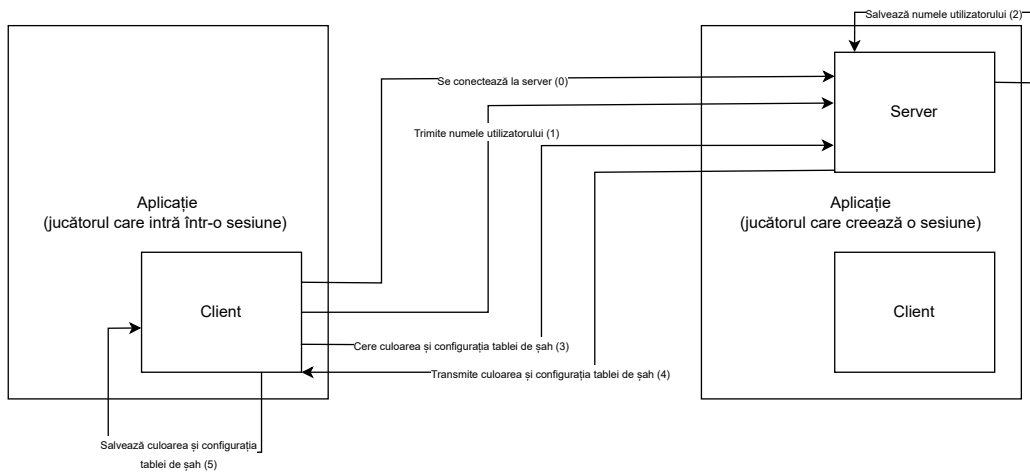 Salvează numele utilizatorului (2)
Se conectează la server (0)
Server
Trimite numele utilizatorului (1)
Aplicație
(jucătorul care intră într-o sesiune)
Aplicație
(jucătorul care creează o sesiune)
Client
Client
Cere culoarea și configurația tablei de șah (3)
Transmite culoarea și configurația tablei de șah (4)
Salvează culoarea și configurația
tablei de șah (5)